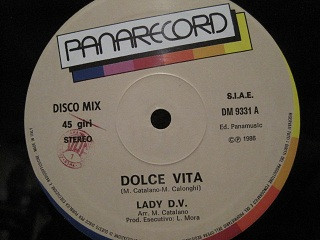 PANARECORD
DISCO MIX
45 giri
STEREO
S.I.A.E.
DM 9331 A
Ed. Panamusic
℗ © 1986
DOLCE VITA
(M. Catalano-M. Calonghi)
LADY D.V.
Arr. M. Catalano
Prod. Esecutivo: L. Mora